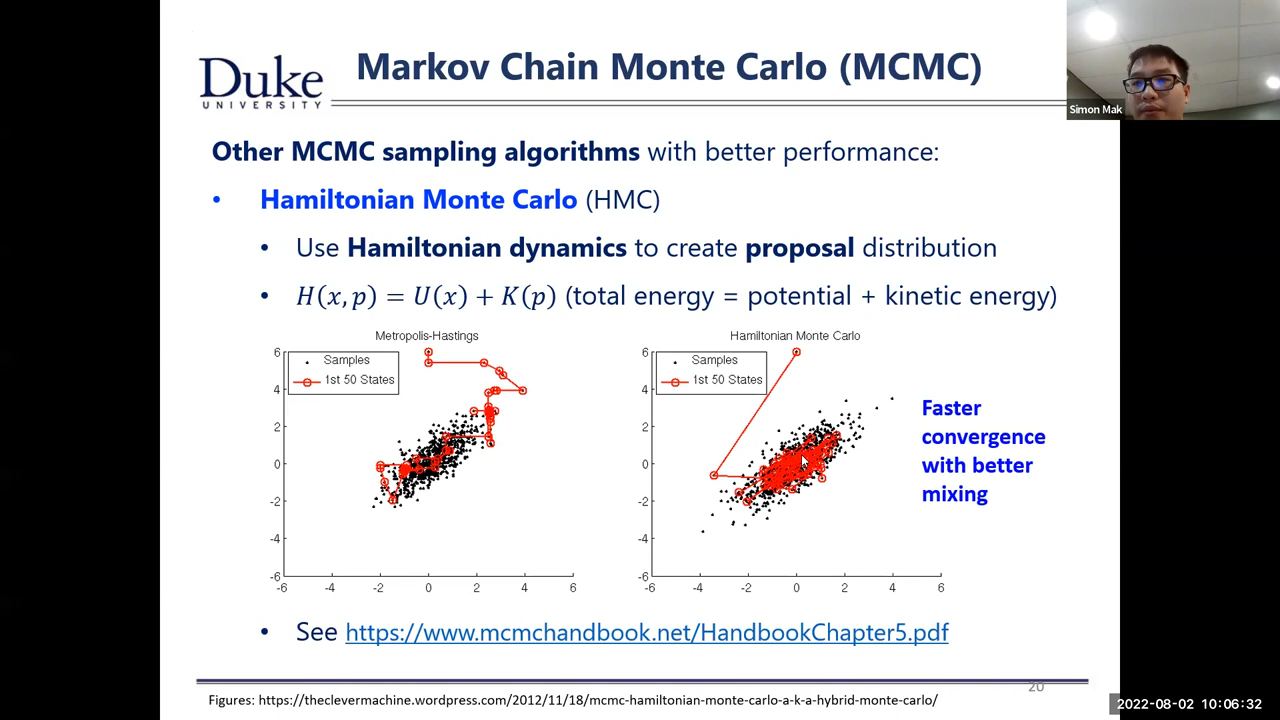 Duke
UNIVERSITY
Markov Chain Monte Carlo (MCMC)
Simon Mak
Other MCMC sampling algorithms with better performance:
• Hamiltonian Monte Carlo (HMC)
• Use Hamiltonian dynamics to create proposal distribution
• H(x, p) = U(x) + K(p) (total energy = potential + kinetic energy)
Metropolis-Hastings
Samples
1st 50 States
6
4
2
0
-2
-4
-6
-6 -4 -2 0 2 4 6
Hamiltonian Monte Carlo
Samples
1st 50 States
6
4
2
0
-2
-4
-6
-6 -4 -2 0 2 4 6
Faster
convergence
with better
mixing
• See https://www.mcmchandbook.net/HandbookChapter5.pdf
20
Figures: https://theclevermachine.wordpress.com/2012/11/18/mcmc-hamiltonian-monte-carlo-a-k-a-hybrid-monte-carlo/
2022-08-02 10:06:32